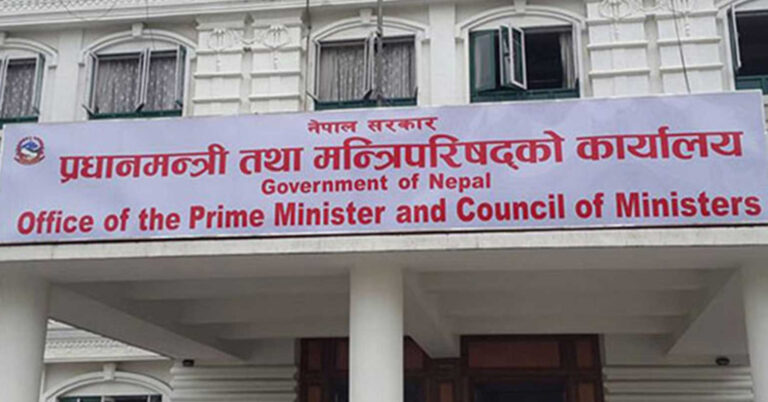 नेपाल सरकार
प्रधानमन्त्री तथा मन्त्रिपरिषद्को कार्यालय
Government of Nepal
Office of the Prime Minister and Council of Ministers